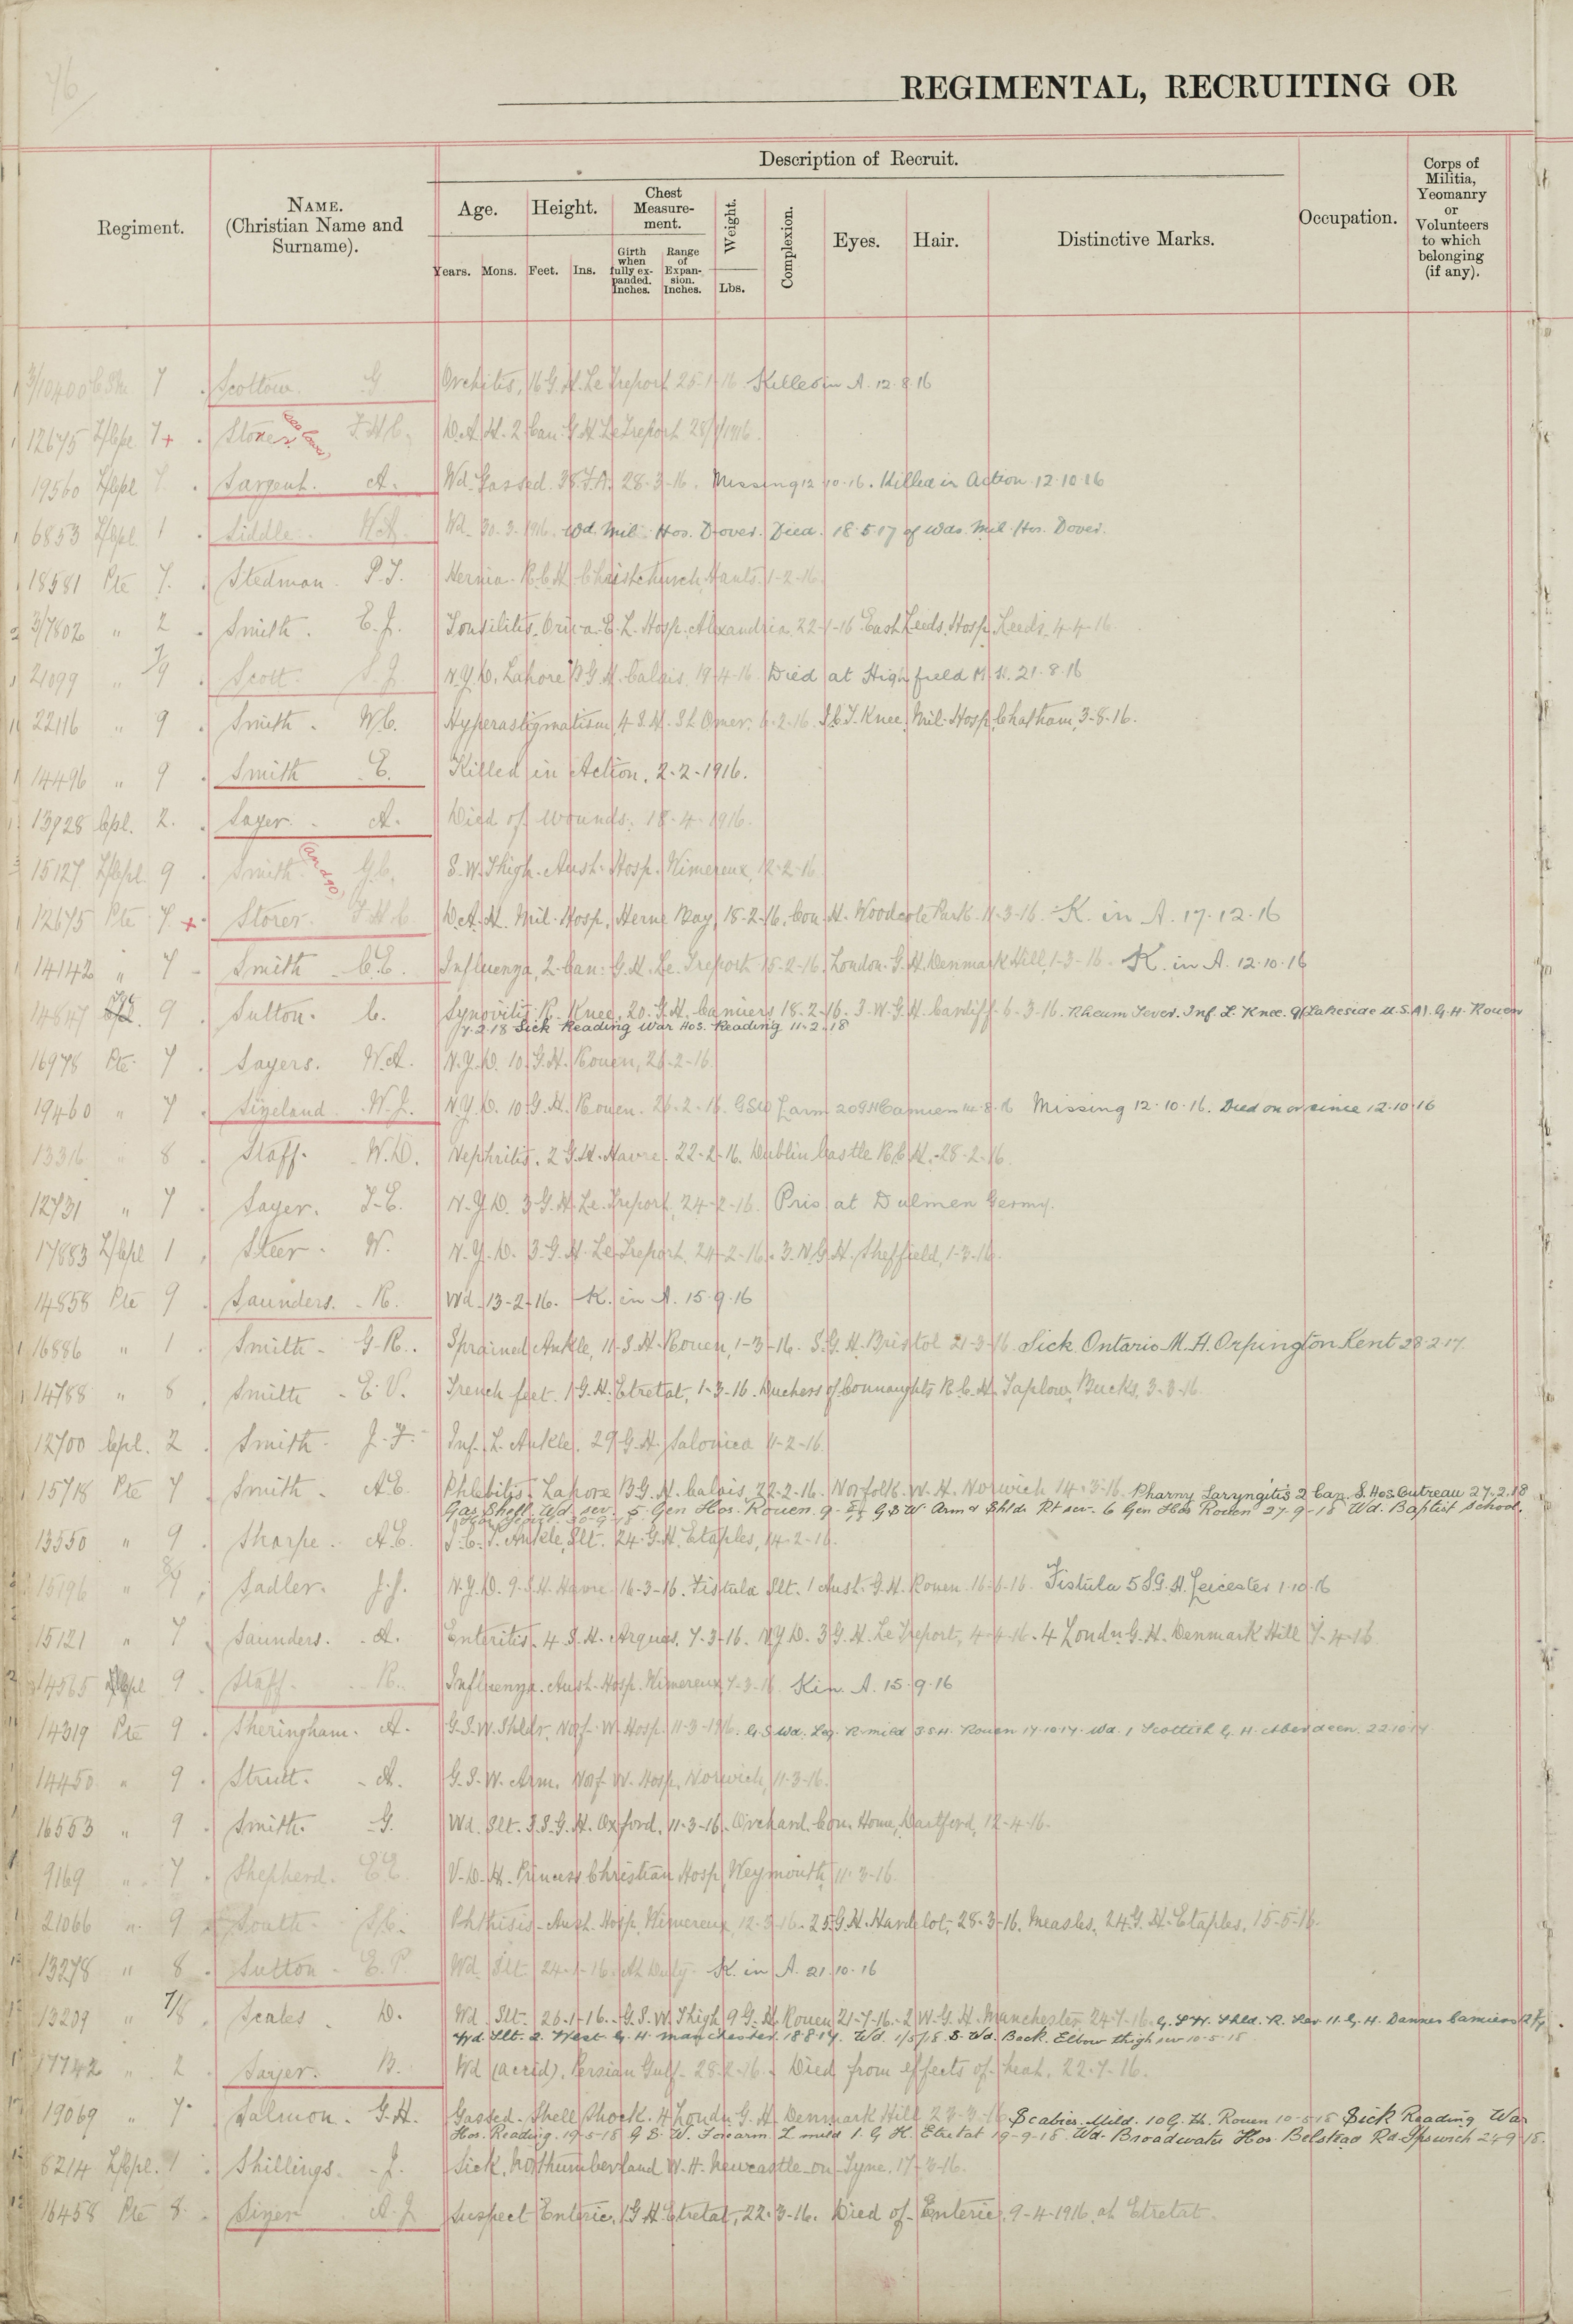 76
REGIMENTAL, RECRUITING OR
Regiment.
NAME.
(Christian Name and
Surname).
Description of Recruit.
Age.
Height.
Chest
Measure-
ment.
Weight.
Complexion.
Eyes.
Hair.
Distinctive Marks.
Occupation.
Corps of
Militia,
Yeomanry
or
Volunteers
to which
belonging
(if any).
Years.
Mons.
Feet.
Ins.
Girth
when
fully ex-
panded.
Inches.
Range
of
Expan-
sion.
Inches.
Lbs.
3/10400 7 Scottow. G Orchitis, 16 G.H. Le Treport 25-1-16 Killed in A. 12.8.16
12675 L/Cpl 7 + Storer. F.H.C. D.A.H. 2 Can. G H Le Treport 28/1/1916.
19560 L/Cpl 7. Sargent. A. Wd. Gassed. 38. F.A. 28-3-16. Missing 12 10-16. Killed in Action 12.10.16
6853 L/Cpl 1 Siddle. W.A. Wd. 30-3-1916. Wd. Mil. Hos. Dover. Died. 18.5.17 of Wds. Mil. Hos. Dover.
18581 Pte 7. Stedman. P.J. Hernia. R.C.H. Christchurch, Hants. 1-2-16.
3/7802 " 2 Smith. E.J. Tonsilitis. Alexandria, 22-1-16 East Leeds. Hosp. Leeds. 4-4-16.
21099 " 7/9 Scott. S.J. N.Y.D. Lahore B G.H. Calais. 19-4-16. Died at Highfield M.H. 21.8.16
22116 " 9 Smith. W.C. Hyperastigmatism, 4 S.H. St Omer. 6-2-16. I.C.T. Knee, Mil. Hosp. Chatham, 3-8-16.
14496 " 9 Smith E. Killed in Action. 2-2-1916.
13928 Cpl. 2. Sayer. A. Died of Wounds. 18-4-1916.
15127 L/Cpl. 9 Smith. G.C. S.W. Thigh. Aust. Hosp. Wimereux, 12-2-16
12675 Pte 7. + Storer. F.H.C. D.A.H. Mil. Hosp, Herne Bay, 18-2-16. Con. H. Woodcote Park. 11-3-16. K. in A. 17.12.16
14142 " 7 Smith. C.E. Influenza, 2. Can. G.H. Le Treport 15-2-16. London. G.H. Denmark Hill, 1-3-16. K. in A. 12.10.16
14847 9 Sutton. C. Synovitis R. Knee, 20. G.H. Camiers 18.2-16. 3. W.G.H. Cardiff. 6-3-16. Rheum Fever. Inf. L. Knee. 9 (Lakeside U.S.A). G.H. Rouen
7.2.18 Sick Reading War Hos. Reading 11-2-18
16978 Pte 7 Sayers. W.A. N.Y.D. 10. G.H. Rouen, 26-2-16.
19460 " 7 Sizeland. W.J. N.Y.D. 10 G.H. Rouen. 26-2-16. GSW L arm 20 G H Camiers 14.8.16 Missing 12.10.16. Died on or since 12.10.16
13316 " 8 Staff. W.D. Nephritis. 2 G.H. Havre. 22-2-16. Dublin Castle R.C.H. 28-2-16.
12731 " 7 Sayer. J-E. N.Y.D. 3 G.H. Le Treport, 24-2-16. Pris at Dulmen Germy.
17883 L/Cpl 1 Steer. W. N.Y.D. 3. G.H. Le Treport, 24-2-16. 3. N.G.H. Sheffield, 1-3-16.
14858 Pte 9 Saunders. R. Wd. 13-2-16. K. in A. 15.9.16
16886 " 1 Smith. G.R. Sprained Ankle, 11. S.H. Rouen, 1-3-16. S.G.H. Bristol 21-3-16. Sick. Ontario. M.H. Orpington Kent 28.2.17.
14788 " 8 Smith. E.V. Trench feet. 1 G.H. Etretat, 1-3-16. Duchess of Connaughts R.C.H. Taplow, Bucks, 3-3-16.
12700 Cpl. 2 Smith. J.F. Inf. L. Ankle. 29. G.H. Salonica 11-2-16.
15718 Pte 7 Smith. A.E. Phlebitis. Lahore B.G.H. Calais, 22-2-16. Norfolk. W.H. Norwich 14-3-16. Pharny Laryngitis 2 Can. S. Hos. Outreau 27.2.18
Gas Shell Wd. sev. 5 Gen Hos. Rouen. G S W Arm & Shldr Rt sev. 6 Gen Hos Rouen 27-9-18 Wd. Baptist School.
13550 " 9 Sharpe. A.E. I.C.T. Ankle, Slt. 24. G.H. Etaples, 14-2-16.
15196 " Sadler. J.J. N.Y.D. 9. S.H. Havre 16-3-16. Fistula Slt. 1 Aust. G.H. Rouen. 16-6-16. Fistula 5 S.G.H. Leicester 1.10.16
15121 " 7 Saunders. A. Enteritis. 4 S.H. Arques. 7-3-16. N.Y.D. 3 G.H. Le Treport, 4-4-16. 4 Londn. G.H. Denmark Hill 7-4-16
14565 9 Staff. R. Influenza. Aust. Hosp. Wimereux, 7-3-16. K in. A. 15.9.16
14319 Pte 9 Sheringham. A. G.S.W. Shldr. Norf. W. Hosp. 11-3-1916. G.S.Wd. Leg. R. mild 3 S.H. Rouen 17.10.17. Wd. 1 Scottish G.H. Aberdeen. 22.10.17
14450 " 9 Strutt. A. G.S.W. Arm. Norf W. Hosp. Norwich, 11-3-16.
16553 " 9 Smith. G. Wd. Slt. 3.S.G.H. Oxford. 11-3-16. Orchard. Con. Home, Dartford, 12-4-16.
9169 " 7 Shepherd. E.E. V.D.H. Princess Christian Hosp, Weymouth, 11-3-16.
21066 " 9 South. S.C. Phthisis. Aust. Hosp. Wimereux, 12-3-16. 25 G.H. Hardelot, 28-3-16. Measles. 24 G.H. Etaples, 15-5-16.
13278 " 8 Sutton. E.P. Wd. Slt. 24-1-16. At Duty. K. in A. 21.10.16
13209 " 7/8 Scales. D. Wd. Slt. 26-1-16. G.S.W. Thigh 9 G.H. Rouen 21-7-16. 2 W.G.H. Manchester, 24-7-16. G.S.W. Shld. R. Sev. 11. G.H. Dannes Camiers
Wd. Slt. 2. West. G.H. Manchester 18.8.17. Wd. 1/5/18. S. Wd. Back. Elbow thigh sev 10-5-18
17742 " 2 Sayer. B. Wd (accid). Persian Gulf. 28-2-16. Died from effects of heat. 22-7-16.
19069 " 7 Salmon. G.H. Gassed. Shell Shock. 4 Londn G.H. Denmark Hill, 23-3-16. Scabies. Mild. 10 G. H. Rouen 10-5-18 Sick Reading War
Hos. Reading. 19-5-18 G S. W. Forearm L mild 1. G H. Etretat 19-9-18. Wd. Broadwater Hos. Belstead Rd. Ipswich 24 9 18.
8214 L/Cpl. 1 Shillings. J. Sick, Northumberland W.H. Newcastle-on-Tyne. 17-3-16.
16458 Pte 8. Sizer A.J. Suspect Enteric, 1 G H Etretat, 22-3-16. Died of Enteric, 9-4-1916, at Etretat.